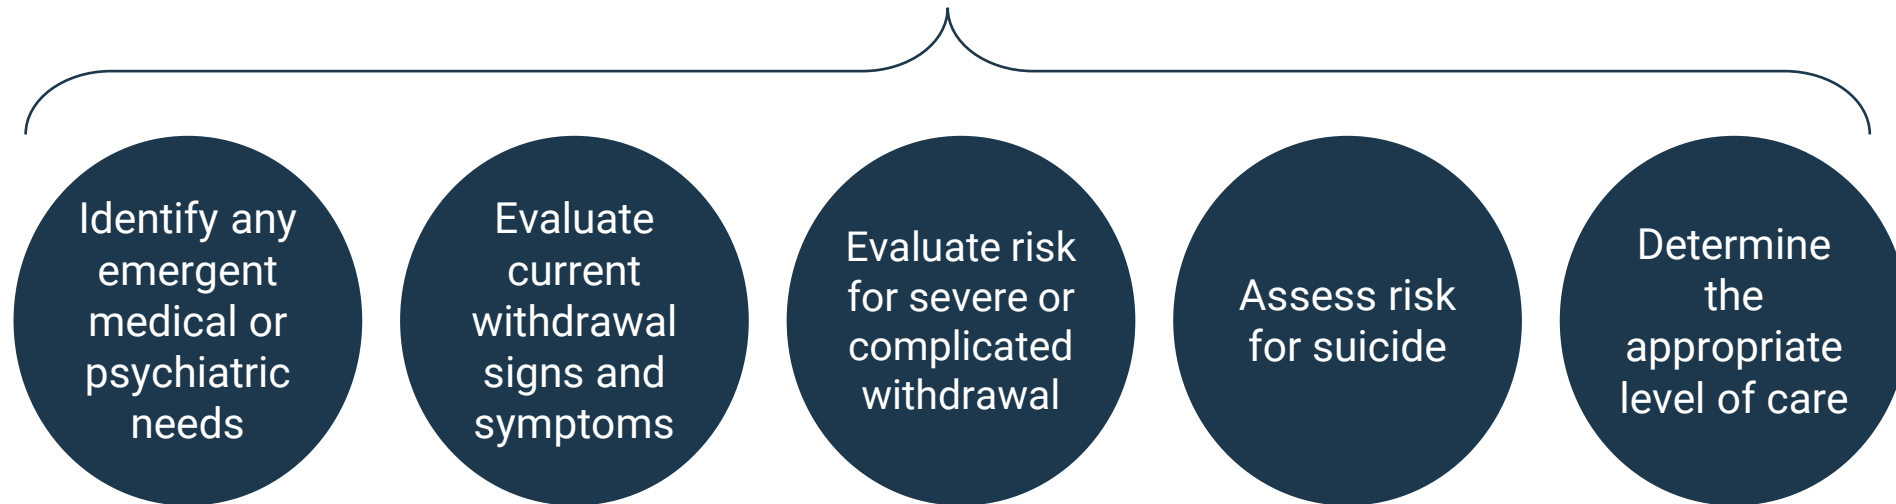 Identify any
emergent
medical or
psychiatric
needs
Evaluate
current
withdrawal
signs and
symptoms
Evaluate risk
for severe or
complicated
withdrawal
Assess risk
for suicide
Determine
the
appropriate
level of care